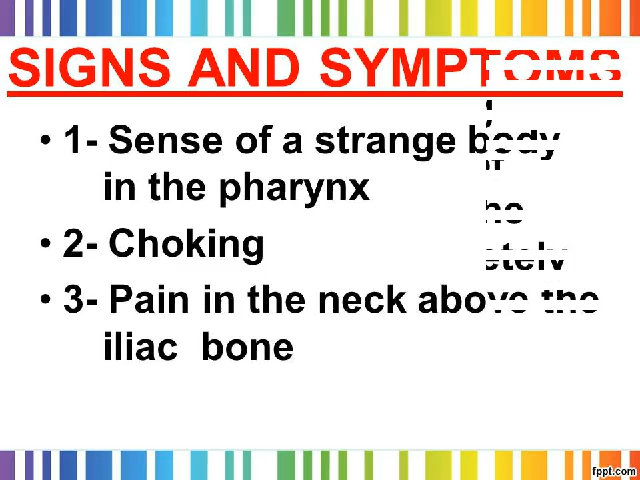 SIGNS AND SYMPTOMS
• 1- Sense of a strange body
in the pharynx
• 2- Choking
• 3- Pain in the neck above the
iliac bone
fppt.com